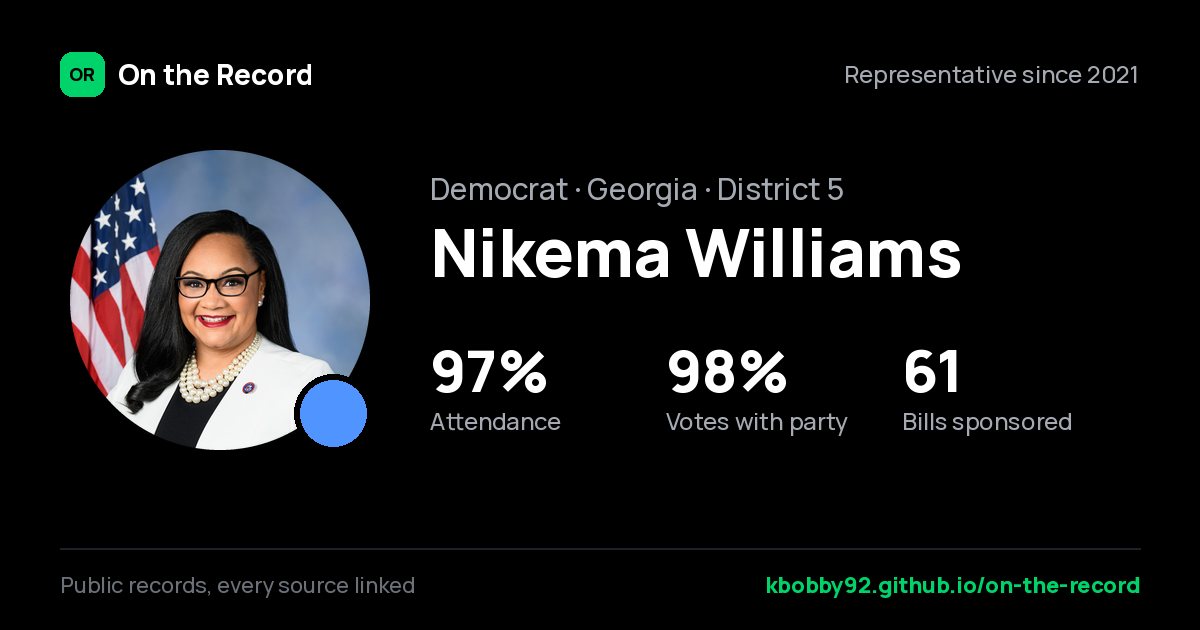 OR On the Record
Representative since 2021
Democrat · Georgia · District 5
Nikema Williams
97% 98% 61
Attendance Votes with party Bills sponsored
Public records, every source linked
kbobby92.github.io/on-the-record